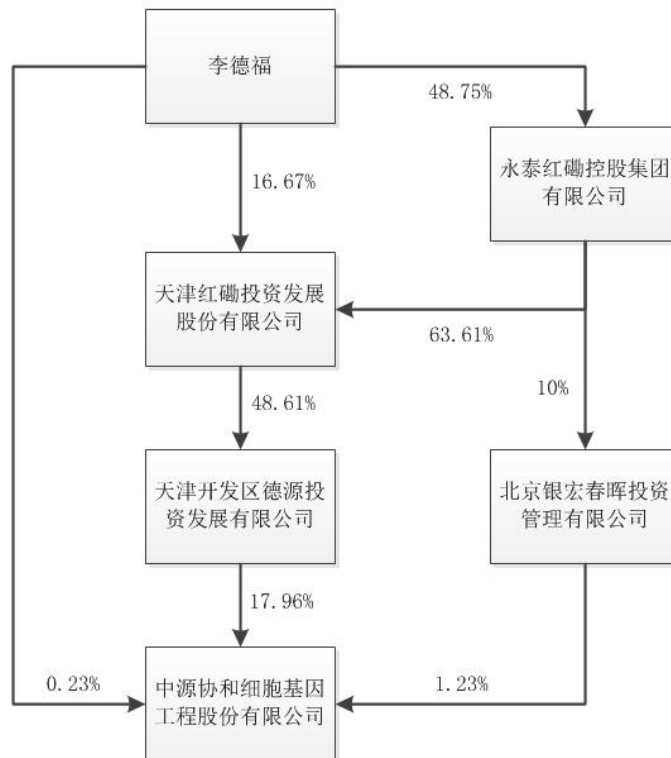 李德福
48.75%
永泰红磡控股集团
有限公司
16.67%
天津红磡投资发展
股份有限公司
63.61%
48.61%
10%
天津开发区德源投
资发展有限公司
北京银宏春晖投资
管理有限公司
17.96%
0.23%
中源协和细胞基因
工程股份有限公司
1.23%